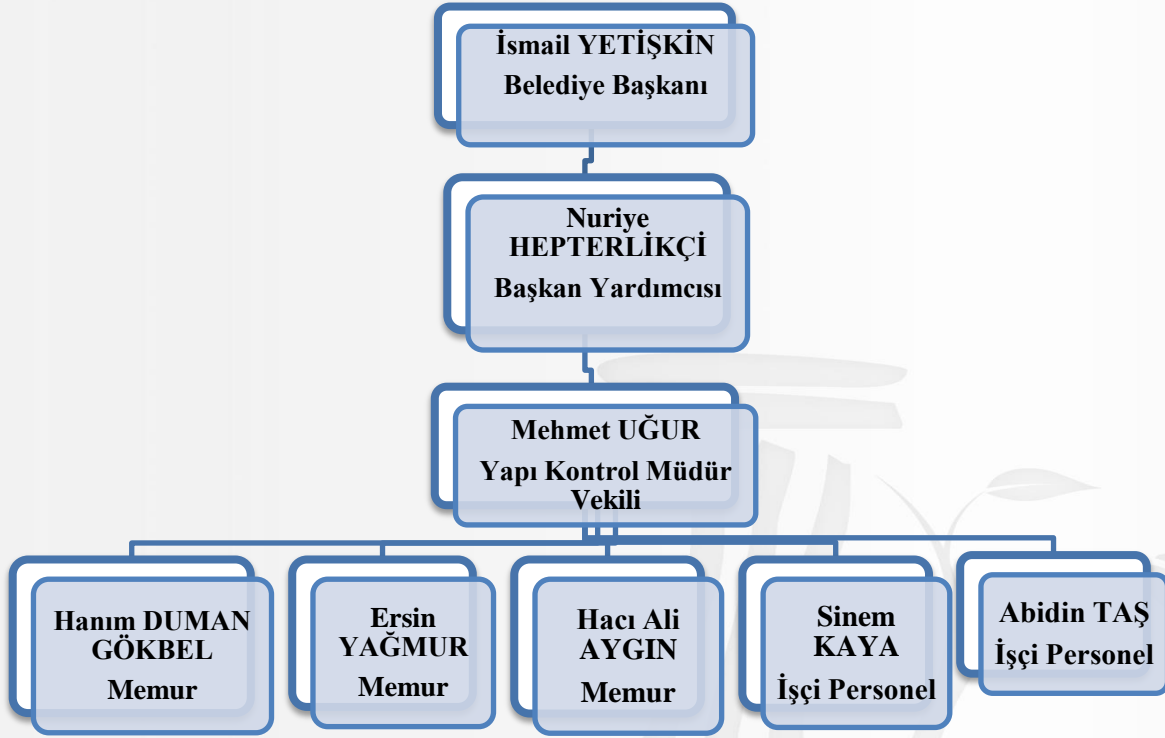 İsmail YETİŞKİN
Belediye Başkanı
Nuriye
HEPTERLİKÇİ
Başkan Yardımcısı
Mehmet UĞUR
Yapı Kontrol Müdür
Vekili
Hanım DUMAN
GÖKBEL
Memur
Ersin
YAĞMUR
Memur
Hacı Ali
AYGIN
Memur
Sinem
KAYA
İşçi Personel
Abidin TAŞ
İşçi Personel